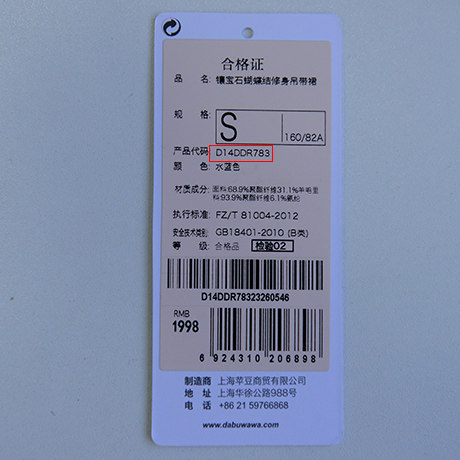 合格证
品 名: 镶宝石蝴蝶结修身吊带裙
规 格: S 160/82A
产品代码: D14DDR783
颜 色: 水蓝色
材质成分: 面料:68.9%聚酯纤维31.1%羊毛里
料:93.9%聚酯纤维6.1%氨纶
执行标准: FZ/T 81004-2012
安全技术类别: GB18401-2010 (B类)
等 级: 合格品 检验02
D14DDR78323260546
RMB
1998
6 924310 206898
制造商 上海苹豆商贸有限公司
地 址 上海华徐公路988号
电 话 +86 21 59766868
www.dabuwawa.com